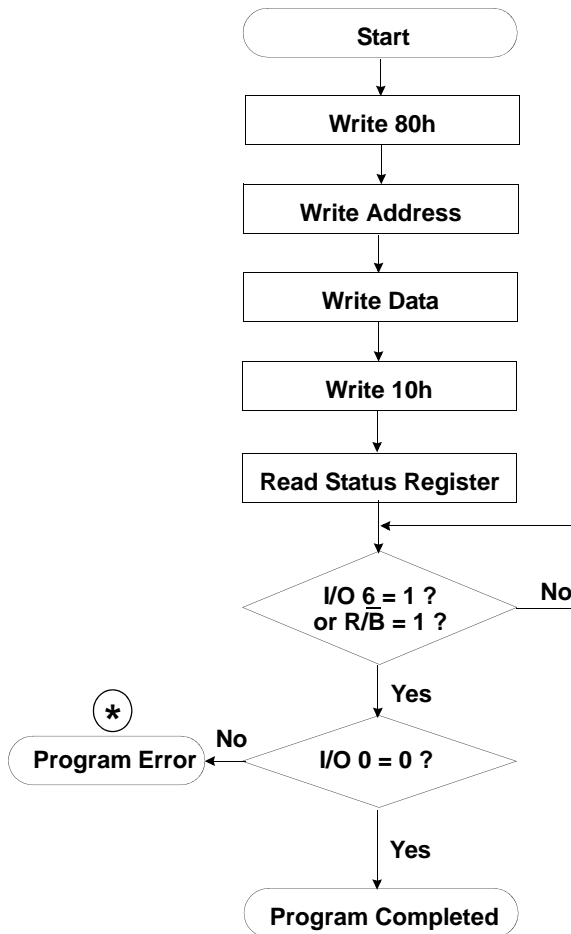 Start
Write 80h
Write Address
Write Data
Write 10h
Read Status Register
I/O 6 = 1 ?
or R/B̅ = 1 ?
No
Yes
*
No
Program Error
I/O 0 = 0 ?
Yes
Program Completed